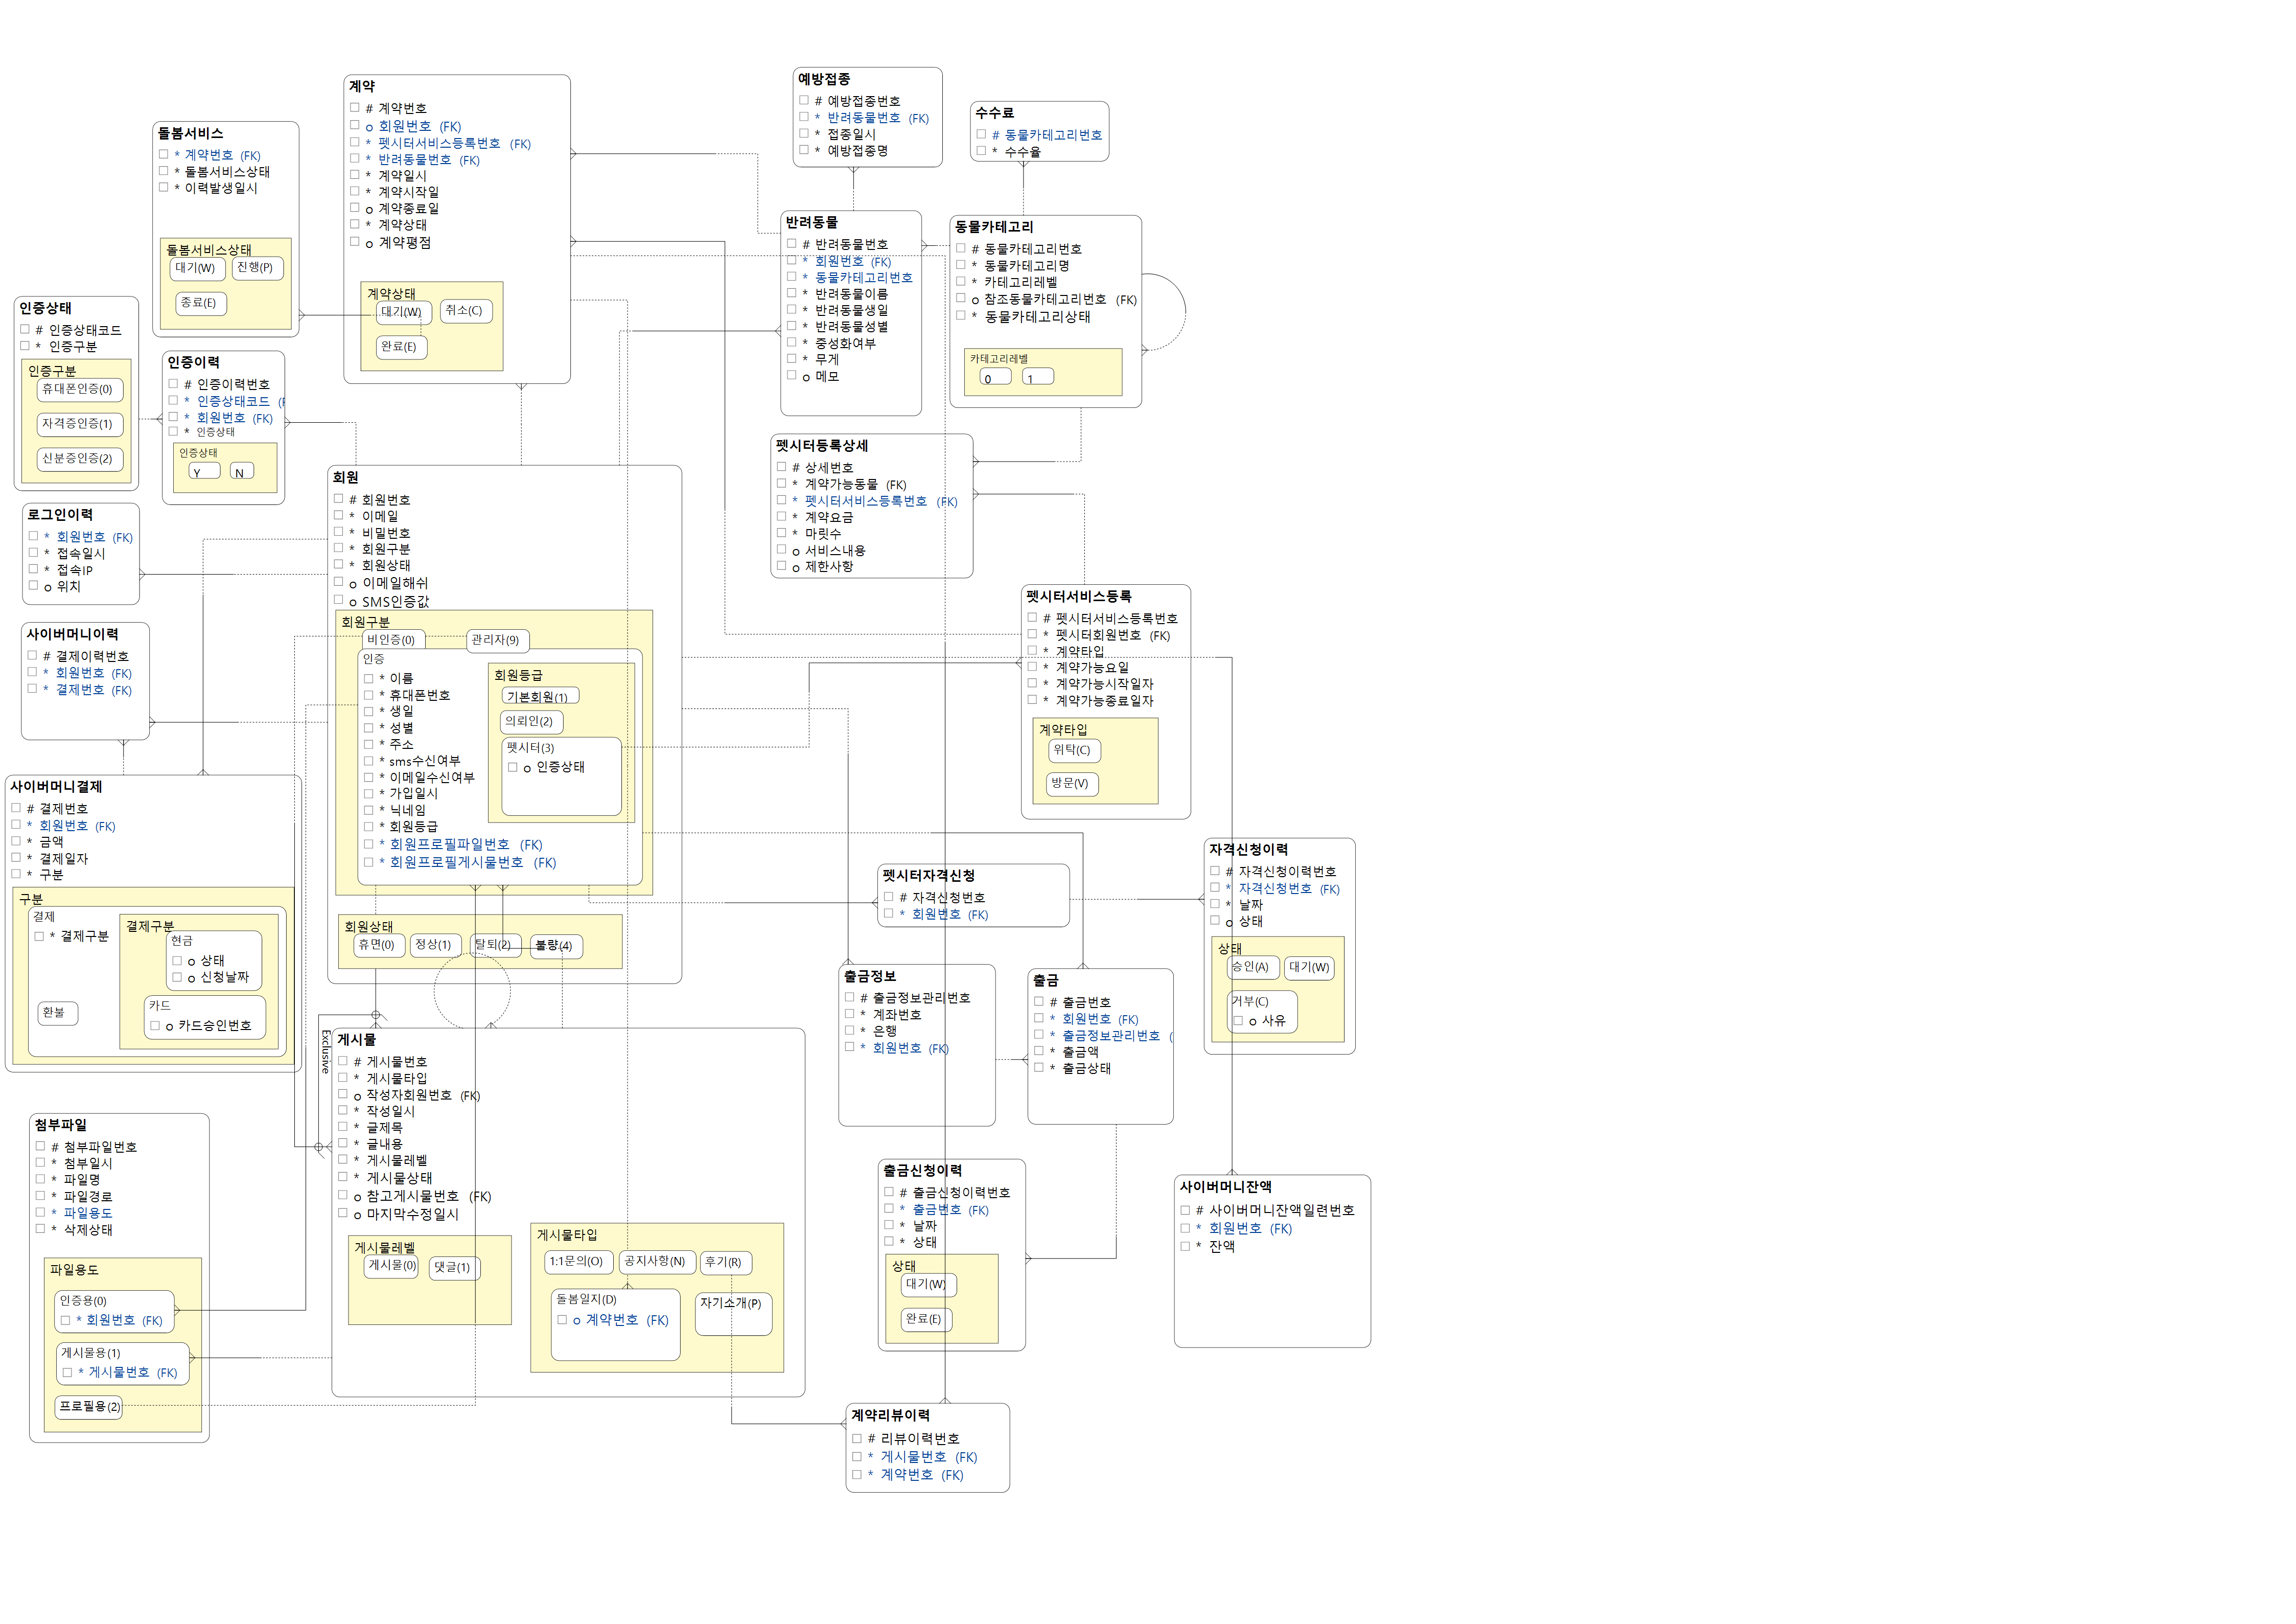 계약
# 계약번호
o 회원번호 (FK)
* 펫시터서비스등록번호 (FK)
* 반려동물번호 (FK)
* 계약일시
* 계약시작일
o 계약종료일
* 계약상태
o 계약평점
계약상태
대기(W) 취소(C)
완료(E)
예방접종
# 예방접종번호
* 반려동물번호 (FK)
* 접종일시
* 예방접종명
수수료
# 동물카테고리번호
* 수수율
돌봄서비스
* 계약번호 (FK)
* 돌봄서비스상태
* 이력발생일시
돌봄서비스상태
대기(W) 진행(P)
종료(E)
반려동물
# 반려동물번호
* 회원번호 (FK)
* 동물카테고리번호
* 반려동물이름
* 반려동물생일
* 반려동물성별
* 중성화여부
* 무게
o 메모
동물카테고리
# 동물카테고리번호
* 동물카테고리명
* 카테고리레벨
o 참조동물카테고리번호 (FK)
* 동물카테고리상태
카테고리레벨
0 1
인증상태
# 인증상태코드
* 인증구분
인증구분
휴대폰인증(0)
자격증인증(1)
신분증인증(2)
인증이력
# 인증이력번호
* 인증상태코드 (F
* 회원번호 (FK)
* 인증상태
인증상태
Y N
펫시터등록상세
# 상세번호
* 계약가능동물 (FK)
* 펫시터서비스등록번호 (FK)
* 계약요금
* 마릿수
o 서비스내용
o 제한사항
로그인이력
* 회원번호 (FK)
* 접속일시
* 접속IP
o 위치
회원
# 회원번호
* 이메일
* 비밀번호
* 회원구분
* 회원상태
o 이메일해쉬
o SMS인증값
회원구분
비인증(0) 관리자(9)
인증
* 이름
* 휴대폰번호
* 생일
* 성별
* 주소
* sms수신여부
* 이메일수신여부
* 가입일시
* 닉네임
* 회원등급
* 회원프로필파일번호 (FK)
* 회원프로필게시물번호 (FK)
회원등급
기본회원(1)
의뢰인(2)
펫시터(3)
o 인증상태
회원상태
휴면(0) 정상(1) 탈퇴(2) 불량(4)
펫시터서비스등록
# 펫시터서비스등록번호
* 펫시터회원번호 (FK)
* 계약타입
* 계약가능요일
* 계약가능시작일자
* 계약가능종료일자
계약타입
위탁(C)
방문(V)
사이버머니이력
# 결제이력번호
* 회원번호 (FK)
* 결제번호 (FK)
사이버머니결제
# 결제번호
* 회원번호 (FK)
* 금액
* 결제일자
* 구분
구분
결제
* 결제구분
결제구분
현금
o 상태
o 신청날짜
카드
o 카드승인번호
환불
펫시터자격신청
# 자격신청번호
* 회원번호 (FK)
자격신청이력
# 자격신청이력번호
* 자격신청번호 (FK)
* 날짜
o 상태
상태
승인(A) 대기(W)
거부(C)
o 사유
출금정보
# 출금정보관리번호
* 계좌번호
* 은행
* 회원번호 (FK)
출금
# 출금번호
* 회원번호 (FK)
* 출금정보관리번호 (
* 출금액
* 출금상태
Exclusive
게시물
# 게시물번호
* 게시물타입
o 작성자회원번호 (FK)
* 작성일시
* 글제목
* 글내용
* 게시물레벨
* 게시물상태
o 참고게시물번호 (FK)
o 마지막수정일시
게시물레벨
게시물(0) 댓글(1)
게시물타입
1:1문의(O) 공지사항(N) 후기(R)
돌봄일지(D)
o 계약번호 (FK)
자기소개(P)
첨부파일
# 첨부파일번호
* 첨부일시
* 파일명
* 파일경로
* 파일용도
* 삭제상태
파일용도
인증용(0)
* 회원번호 (FK)
게시물용(1)
* 게시물번호 (FK)
프로필용(2)
출금신청이력
# 출금신청이력번호
* 출금번호 (FK)
* 날짜
* 상태
상태
대기(W)
완료(E)
사이버머니잔액
# 사이버머니잔액일련번호
* 회원번호 (FK)
* 잔액
계약리뷰이력
# 리뷰이력번호
* 게시물번호 (FK)
* 계약번호 (FK)